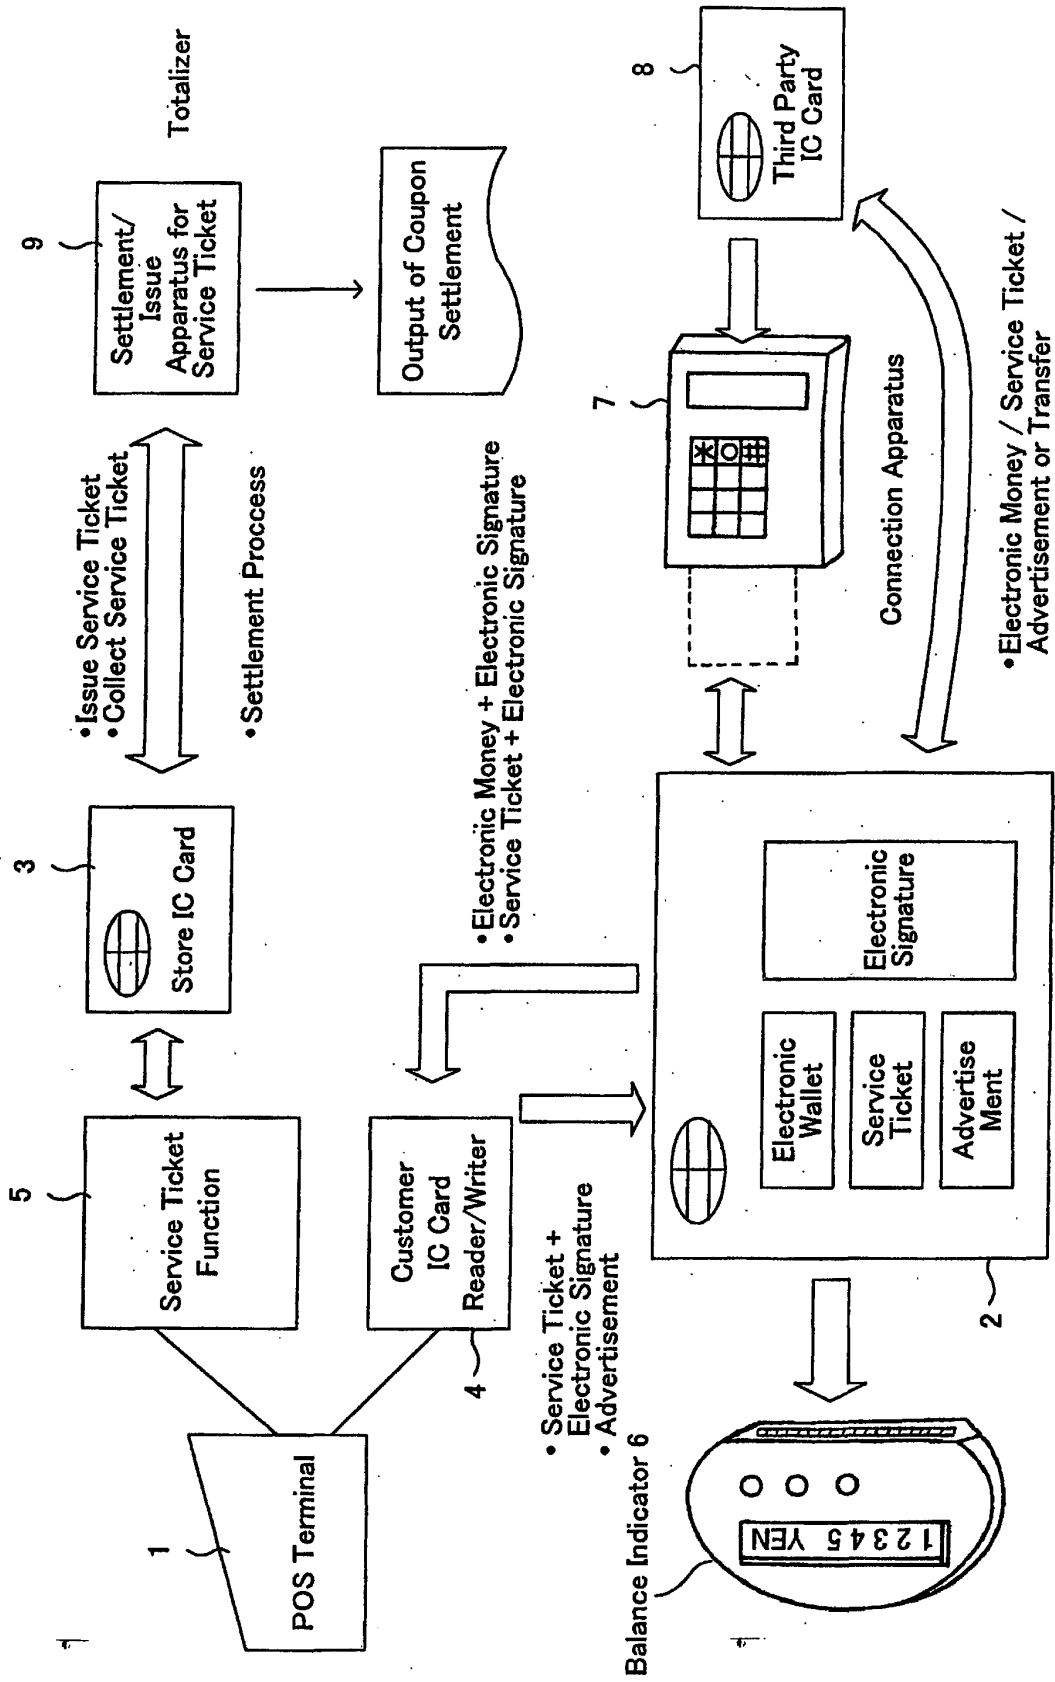 1
POS Terminal
5
Service Ticket
Function
3
Store IC Card
•Issue Service Ticket
•Collect Service Ticket
•Settlement Proccess
9
Settlement/
Issue
Apparatus for
Service Ticket
Totalizer
Output of Coupon
Settlement
4
Customer
IC Card
Reader/Writer
•Electronic Money + Electronic Signature
•Service Ticket + Electronic Signature
• Service Ticket +
Electronic Signature
• Advertisement
Balance Indicator 6
12345 YEN
2
Electronic
Wallet
Service
Ticket
Advertise
Ment
Electronic
Signature
7
* ○ #
Connection Apparatus
8
Third Party
IC Card
•Electronic Money / Service Ticket /
Advertisement or Transfer